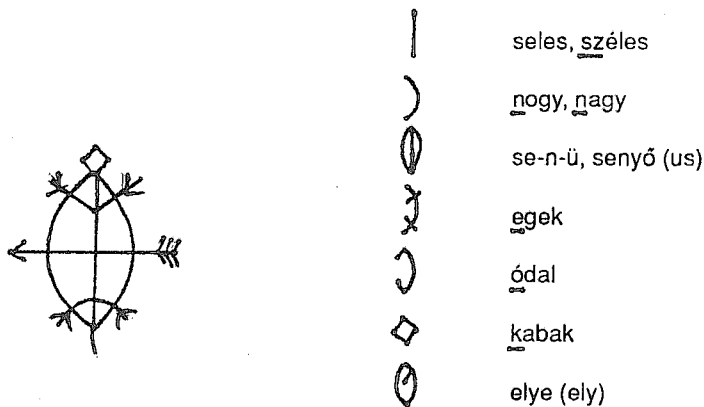 seles, széles
nogy, nagy
se-n-ü, senyő (us)
egek
ódal
kabak
elye (ely)